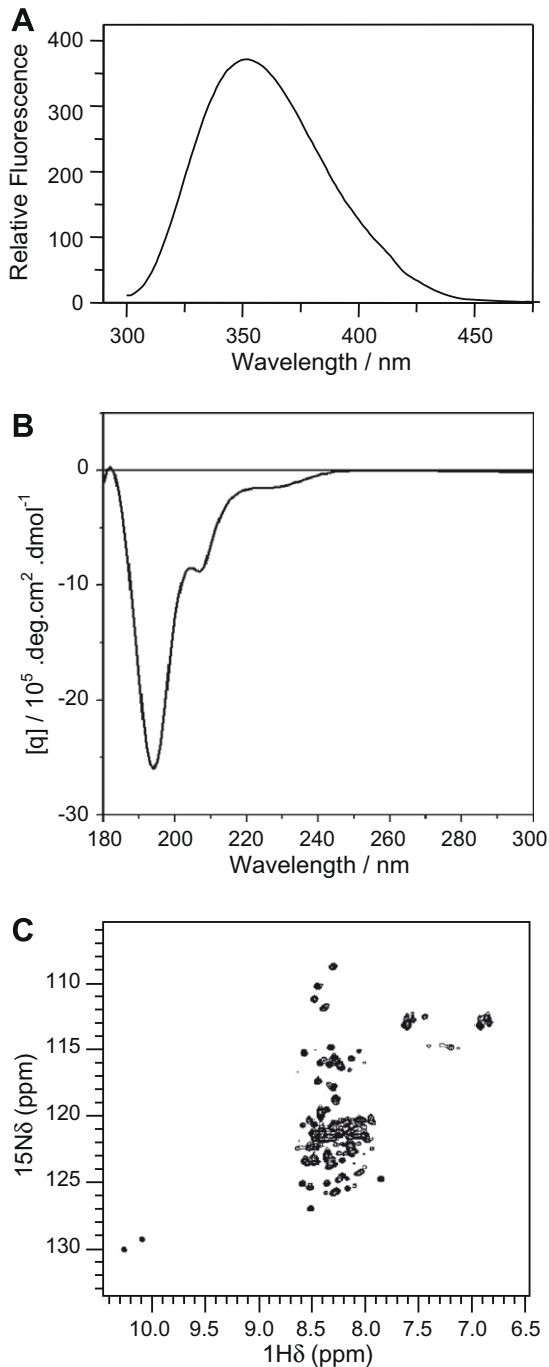 A
400
300
200
100
0
Relative Fluorescence
300 350 400 450
Wavelength / nm
B
0
-10
-20
-30
[q] / 10⁵ .deg.cm² .dmol⁻¹
180 200 220 240 260 280 300
Wavelength / nm
C
110
115
120
125
130
15Nδ (ppm)
10.0 9.5 9.0 8.5 8.0 7.5 7.0 6.5
1Hδ (ppm)